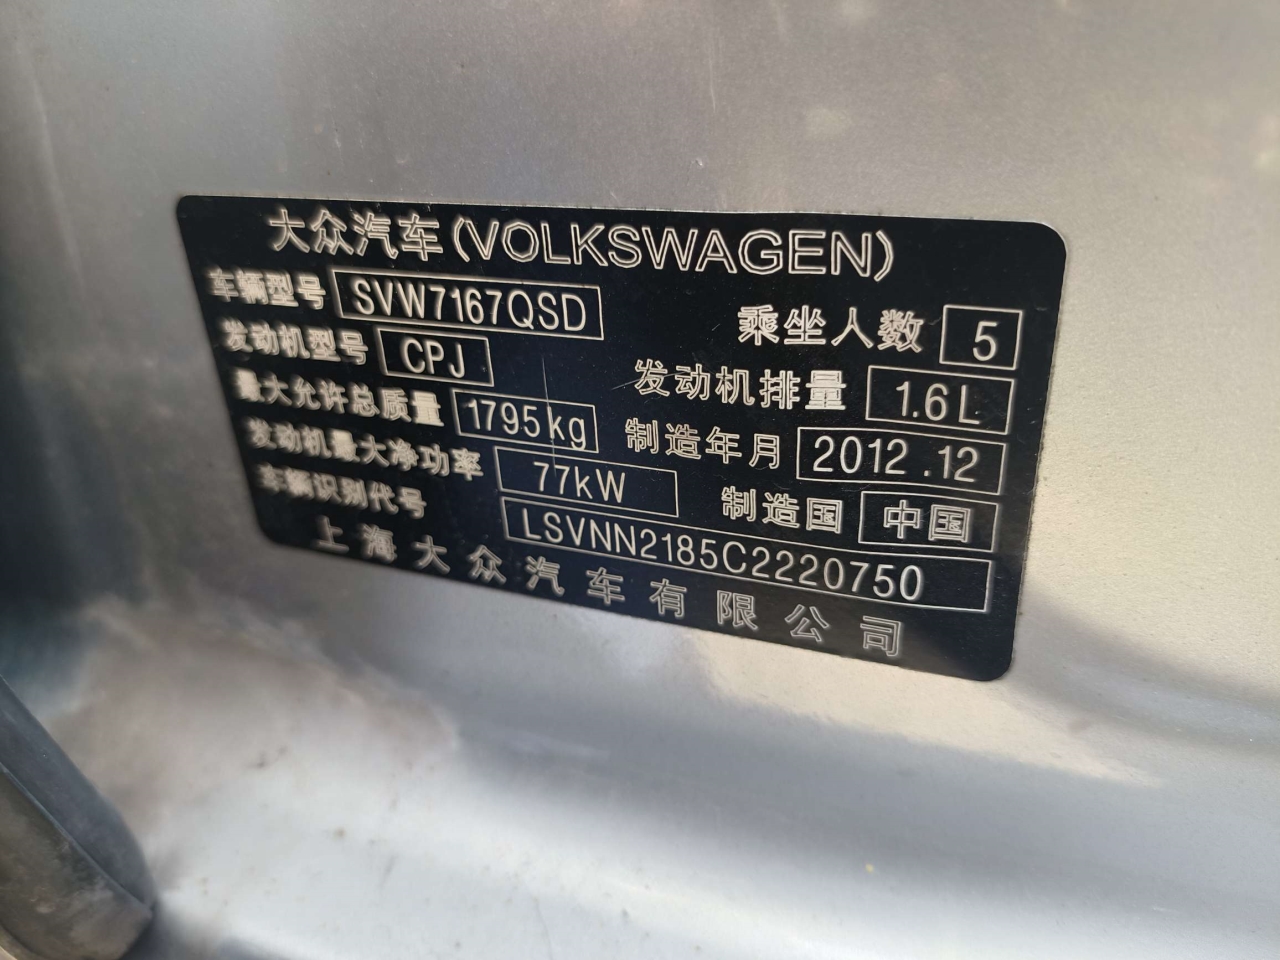 大众汽车(VOLKSWAGEN)
车辆型号 SVW7167QSD 乘坐人数 5
发动机型号 CPJ 发动机排量 1.6L
最大允许总质量 1795kg 制造年月 2012.12
发动机最大净功率 77kW 制造国 中国
车辆识别代号 LSVNN2185C2220750
上海大众汽车有限公司